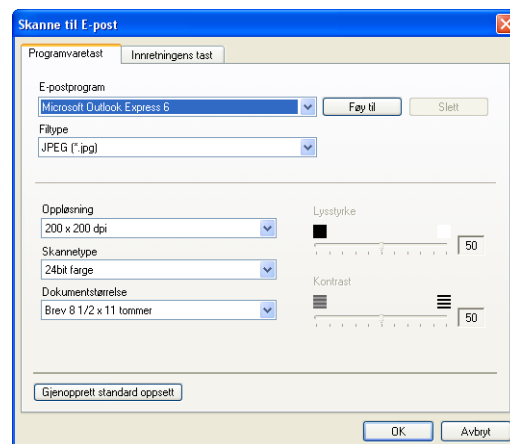 Skanne til E-post
Programvaretast Innretningens tast
E-postprogram
Microsoft Outlook Express 6 Føy til Slett
Filtype
JPEG (*.jpg)
Oppløsning Lysstyrke
200 x 200 dpi
50
Skannetype
24bit farge
Kontrast
Dokumentstørrelse
Brev 8 1/2 x 11 tommer
50
Gjenopprett standard oppsett
OK Avbryt